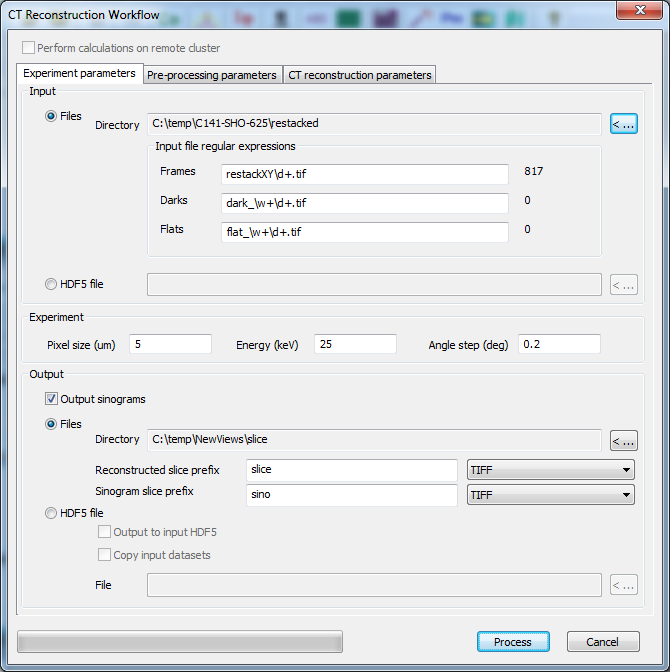 CT Reconstruction Workflow
Perform calculations on remote cluster
Experiment parameters Pre-processing parameters CT reconstruction parameters
Input
Files
Directory C:\temp\C141-SHO-625\restacked < ...
Input file regular expressions
Frames restackXY\d+.tif 817
Darks dark_\w+\d+.tif 0
Flats flat_\w+\d+.tif 0
HDF5 file < ...
Experiment
Pixel size (um) 5 Energy (keV) 25 Angle step (deg) 0.2
Output
Output sinograms
Files
Directory C:\temp\NewViews\slice < ...
Reconstructed slice prefix slice TIFF
Sinogram slice prefix sino TIFF
HDF5 file
Output to input HDF5
Copy input datasets
File < ...
Process Cancel